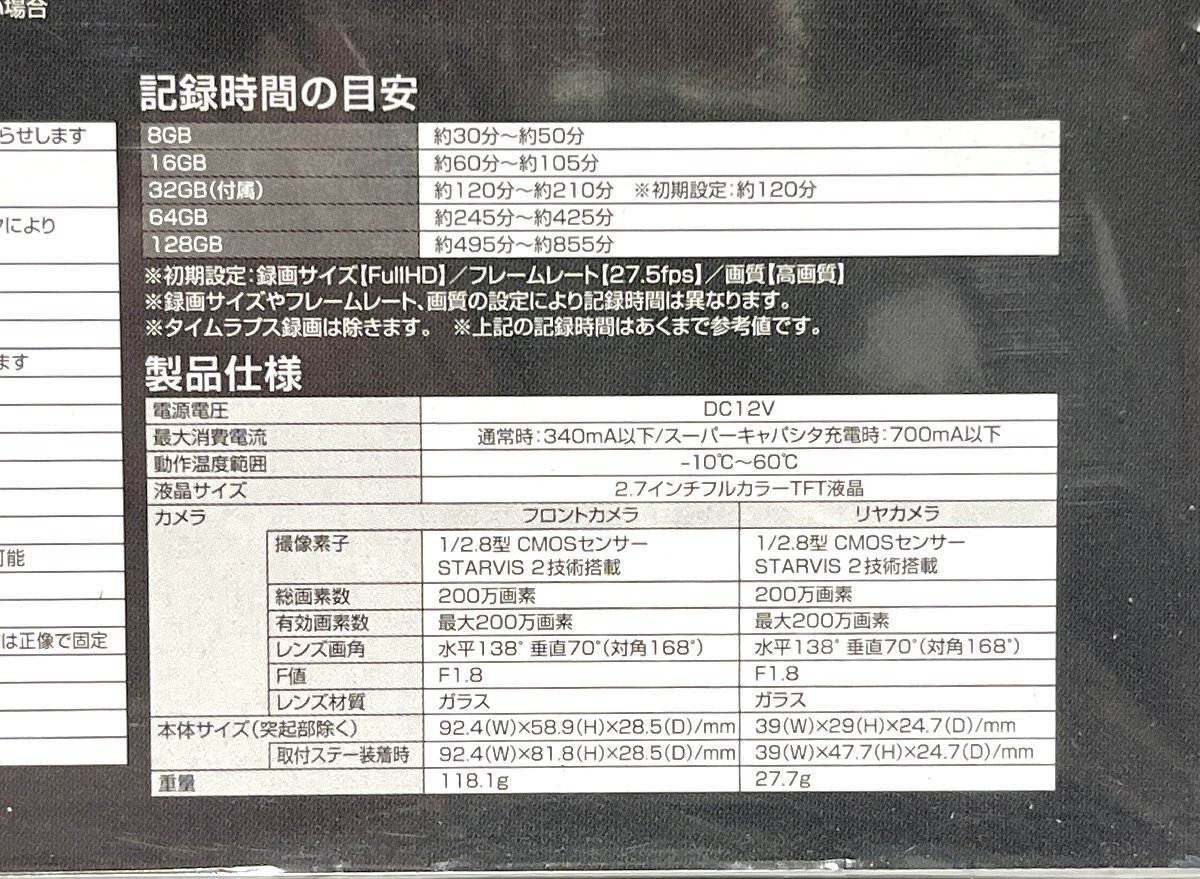 い場合
らせします
クにより
ます
可能
は正像で固定
記録時間の目安
8GB 約30分～約50分
16GB 約60分～約105分
32GB(付属) 約120分～約210分 ※初期設定:約120分
64GB 約245分～約425分
128GB 約495分～約855分
※初期設定:録画サイズ【FullHD】/フレームレート【27.5fps】/画質【高画質】
※録画サイズやフレームレート、画質の設定により記録時間は異なります。
※タイムラプス録画は除きます。 ※上記の記録時間はあくまで参考値です。
製品仕様
電源電圧 DC12V
最大消費電流 通常時:340mA以下/スーパーキャパシタ充電時:700mA以下
動作温度範囲 -10℃～60℃
液晶サイズ 2.7インチフルカラーTFT液晶
カメラ フロントカメラ リヤカメラ
撮像素子 1/2.8型 CMOSセンサー 1/2.8型 CMOSセンサー
STARVIS 2技術搭載 STARVIS 2技術搭載
総画素数 200万画素 200万画素
有効画素数 最大200万画素 最大200万画素
レンズ画角 水平138° 垂直70°(対角168°) 水平138° 垂直70°(対角168°)
F値 F1.8 F1.8
レンズ材質 ガラス ガラス
本体サイズ(突起部除く) 92.4(W)×58.9(H)×28.5(D)/mm 39(W)×29(H)×24.7(D)/mm
取付ステー装着時 92.4(W)×81.8(H)×28.5(D)/mm 39(W)×47.7(H)×24.7(D)/mm
重量 118.1g 27.7g